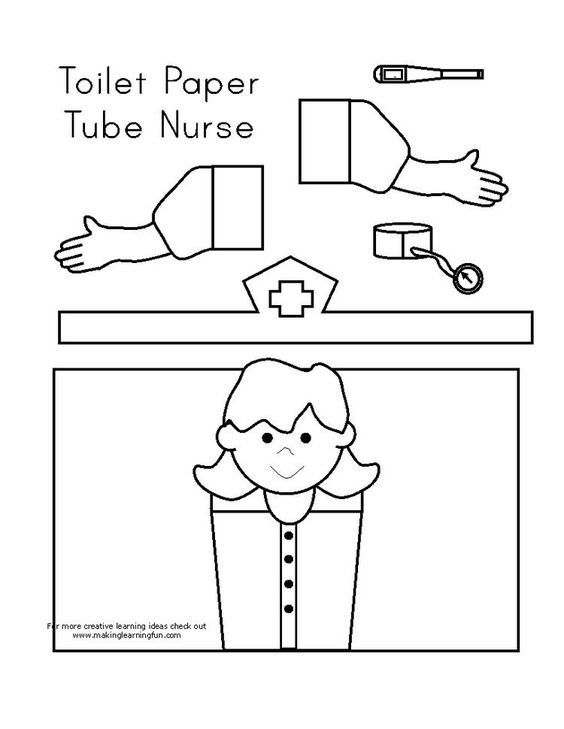 Toilet Paper
Tube Nurse
For more creative learning ideas check out
www.makinglearningfun.com